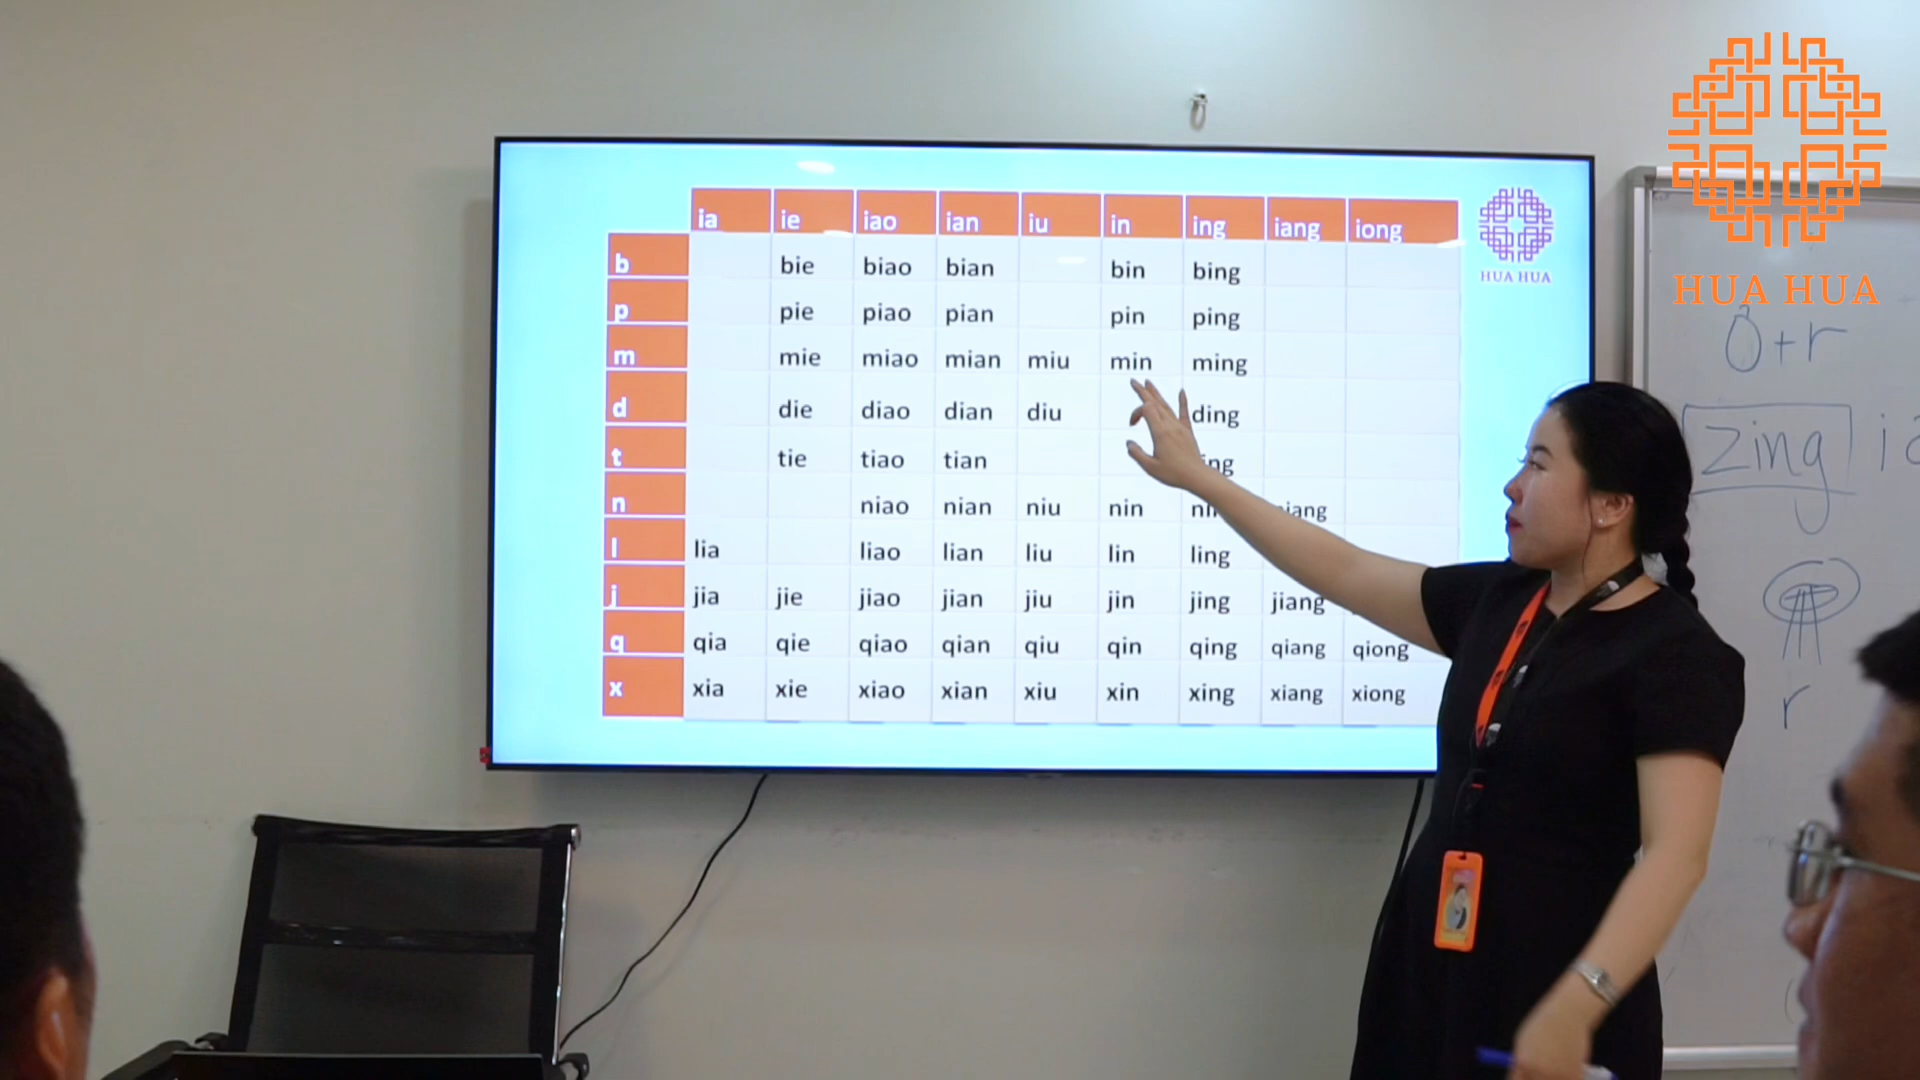 ia ie iao ian iu in ing iang iong
b bie biao bian bin bing
p pie piao pian pin ping
m mie miao mian miu min ming
d die diao dian diu ding
t tie tiao tian
n niao nian niu nin
l lia liao lian liu lin ling
j jia jie jiao jian jiu jin jing jiang
q qia qie qiao qian qiu qin qing qiang qiong
x xia xie xiao xian xiu xin xing xiang xiong
HUA HUA
HUA HUA
O+r
zing
r